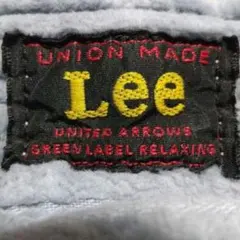 UNION MADE
Lee
UNITED ARROWS
GREEN LABEL RELAXING